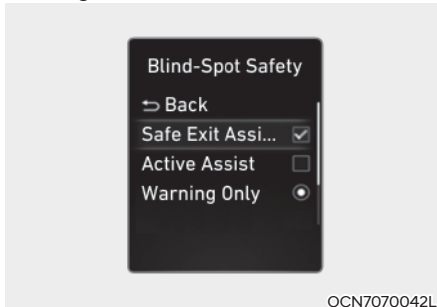 Blind-Spot Safety
Back
Safe Exit Assi...
Active Assist
Warning Only
OCN7070042L